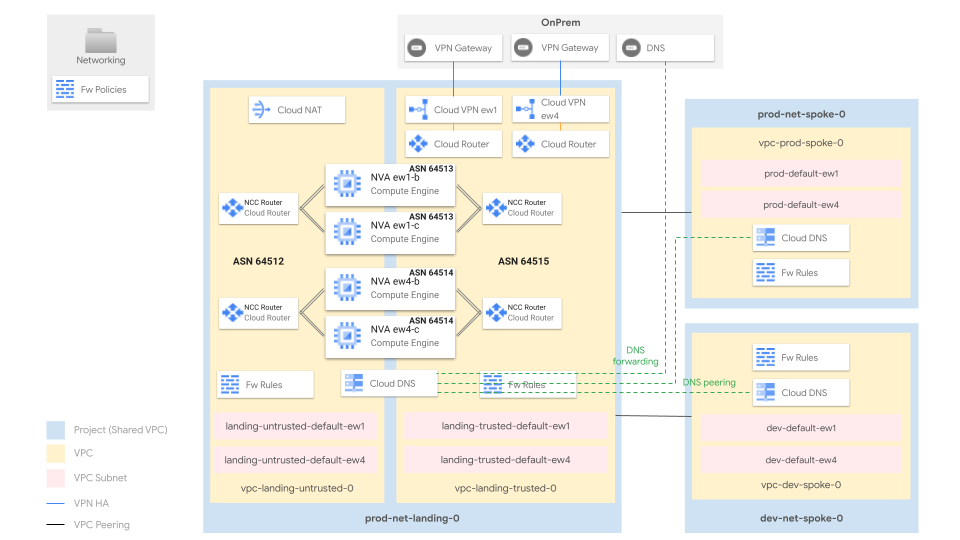 OnPrem
VPN Gateway
VPN Gateway
DNS
Networking
Fw Policies
Cloud NAT
Cloud VPN ew1
Cloud VPN
ew4
Cloud Router
Cloud Router
ASN 64513
NVA ew1-b
Compute Engine
NCC Router
Cloud Router
NCC Router
Cloud Router
ASN 64513
NVA ew1-c
Compute Engine
ASN 64512
ASN 64515
ASN 64514
NVA ew4-b
Compute Engine
NCC Router
Cloud Router
NCC Router
Cloud Router
ASN 64514
NVA ew4-c
Compute Engine
Fw Rules
Cloud DNS
Fw Rules
landing-untrusted-default-ew1
landing-trusted-default-ew1
landing-untrusted-default-ew4
landing-trusted-default-ew4
vpc-landing-untrusted-0
vpc-landing-trusted-0
prod-net-landing-0
prod-net-spoke-0
vpc-prod-spoke-0
prod-default-ew1
prod-default-ew4
Cloud DNS
Fw Rules
DNS
forwarding
DNS peering
Fw Rules
Cloud DNS
dev-default-ew1
dev-default-ew4
vpc-dev-spoke-0
dev-net-spoke-0
Project (Shared VPC)
VPC
VPC Subnet
VPN HA
VPC Peering